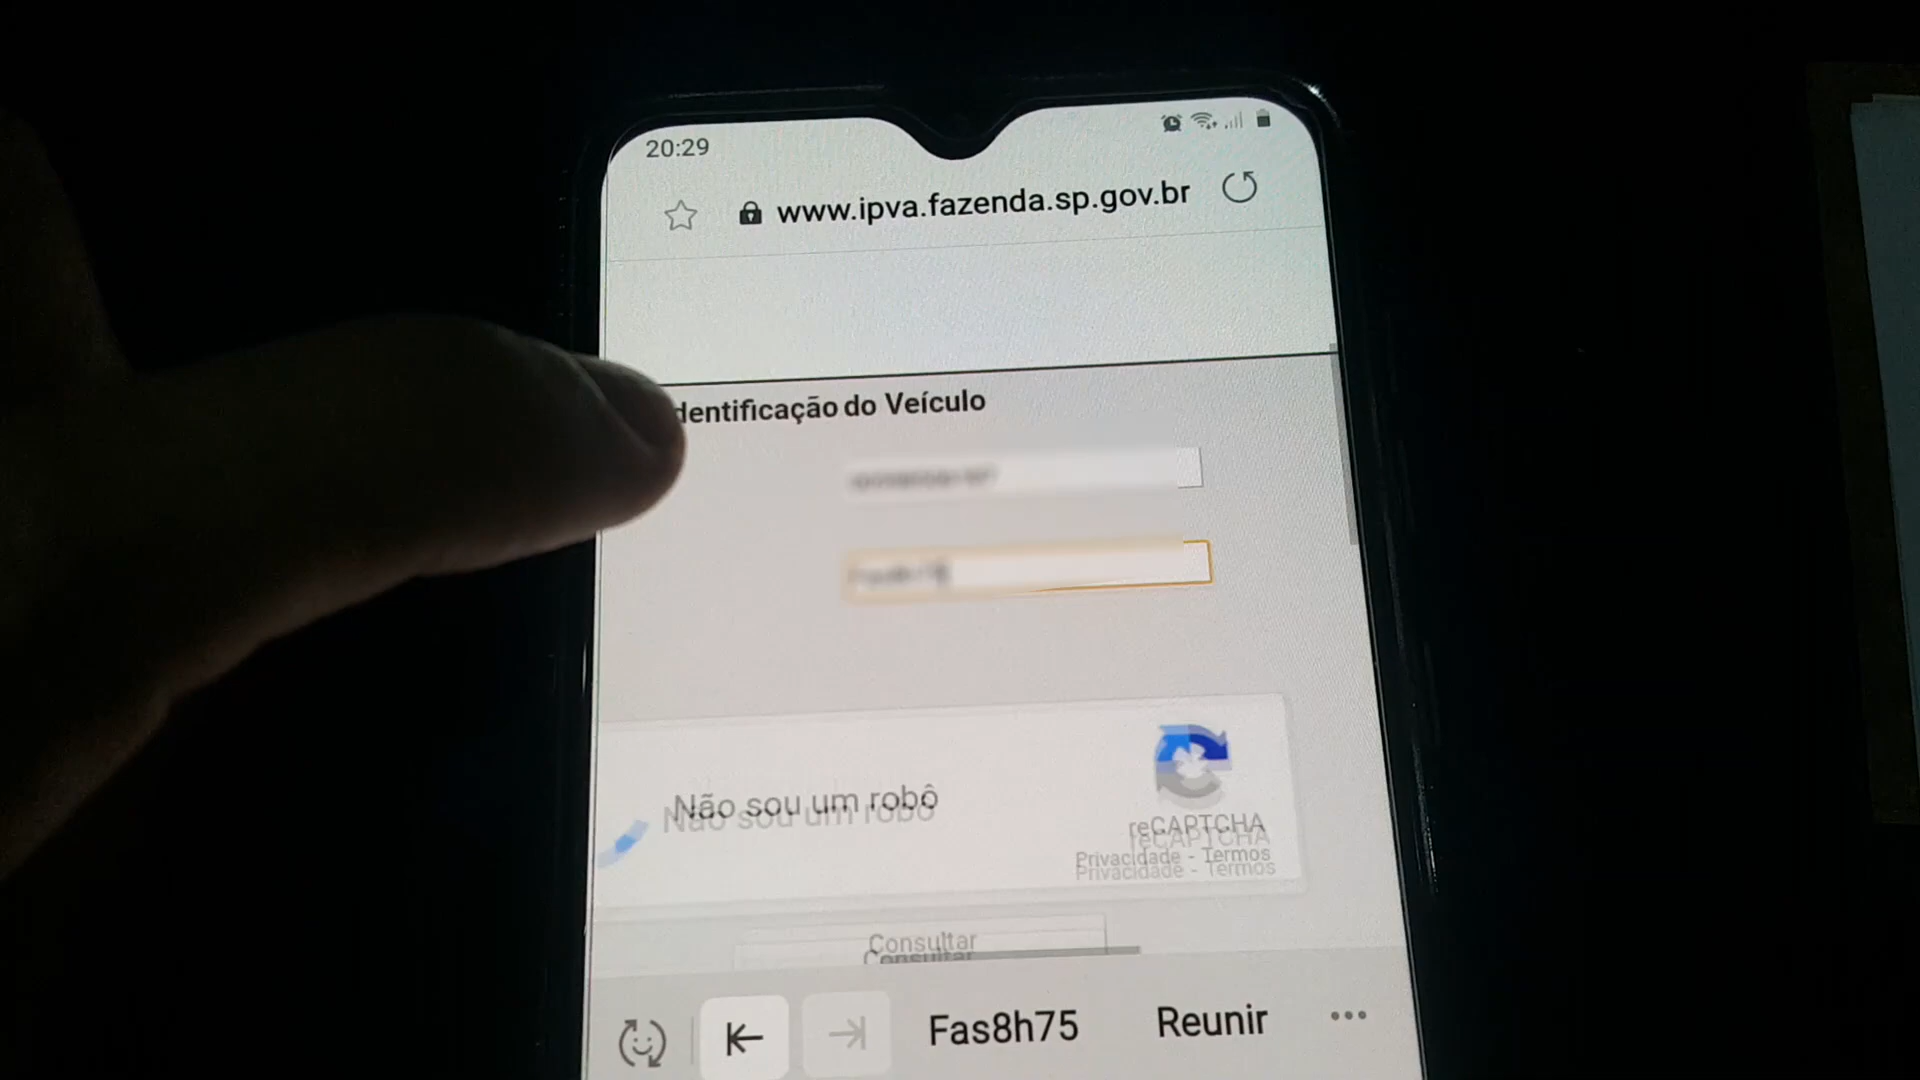 20:29
www.ipva.fazenda.sp.gov.br
dentificação do Veículo
Não sou um robô
reCAPTCHA
Privacidade - Termos
Consultar
Fas8h75 Reunir